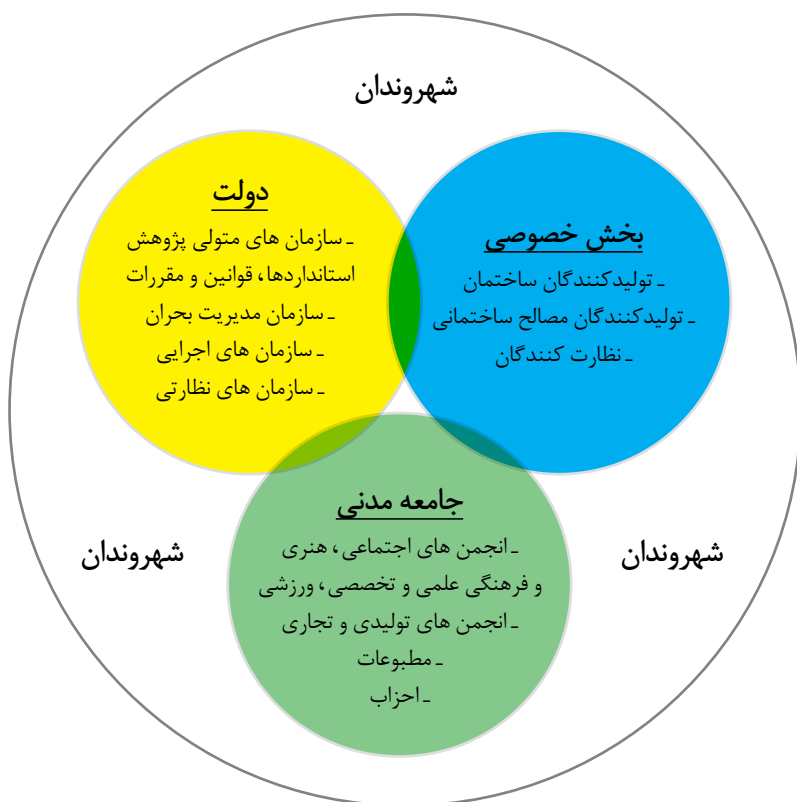 شهروندان
بخش خصوصی
ـ تولیدکنندگان ساختمان
ـ تولیدکنندگان مصالح ساختمانی
ـ نظارت کنندگان
دولت
ـ سازمان های متولی پژوهش
استانداردها، قوانین و مقررات
ـ سازمان مدیریت بحران
ـ سازمان های اجرایی
ـ سازمان های نظارتی
جامعه مدنی
ـ انجمن های اجتماعی، هنری
و فرهنگی علمی و تخصصی، ورزشی
ـ انجمن های تولیدی و تجاری
ـ مطبوعات
ـ احزاب
شهروندان
شهروندان